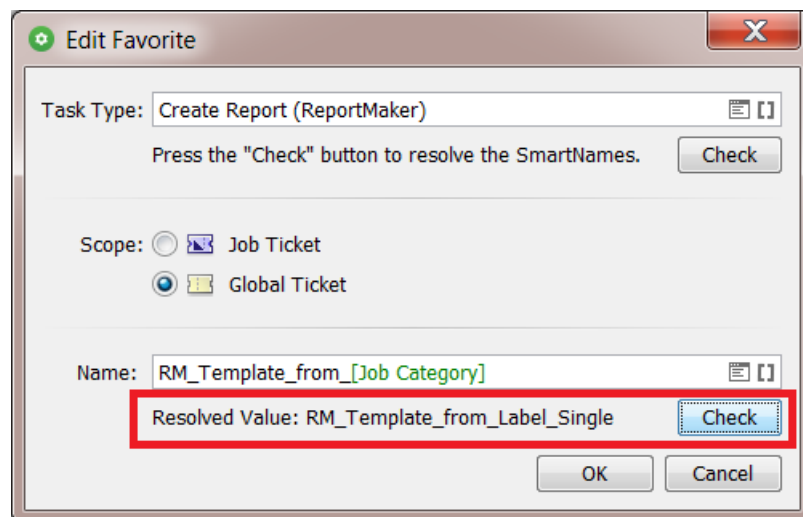 Edit Favorite
Task Type: Create Report (ReportMaker)
Press the "Check" button to resolve the SmartNames. Check
Scope: Job Ticket
Global Ticket
Name: RM_Template_from_[Job Category]
Resolved Value: RM_Template_from_Label_Single Check
OK Cancel